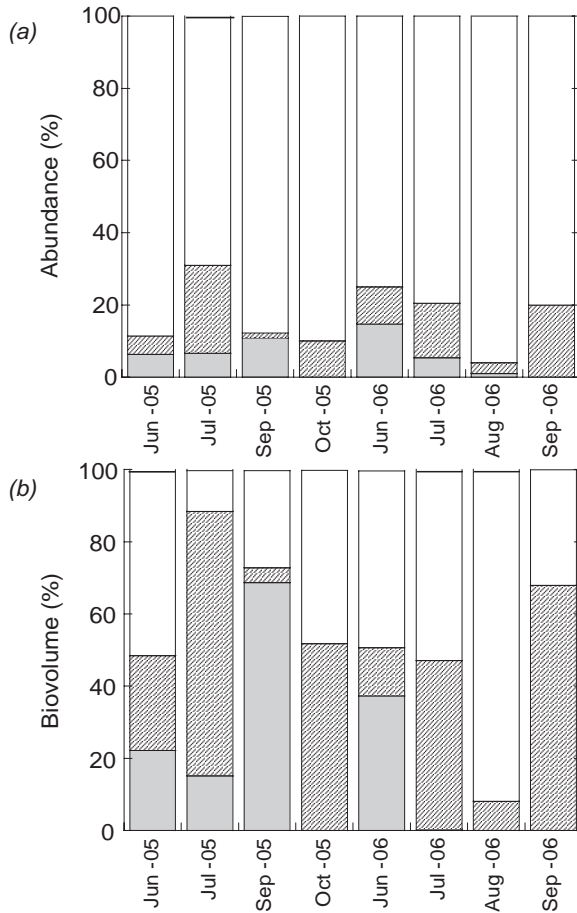 (a)
Abundance (%)
100
80
60
40
20
0
Jun -05
Jul -05
Sep -05
Oct -05
Jun -06
Jul -06
Aug -06
Sep -06
(b)
Biovolume (%)
100
80
60
40
20
0
Jun -05
Jul -05
Sep -05
Oct -05
Jun -06
Jul -06
Aug -06
Sep -06